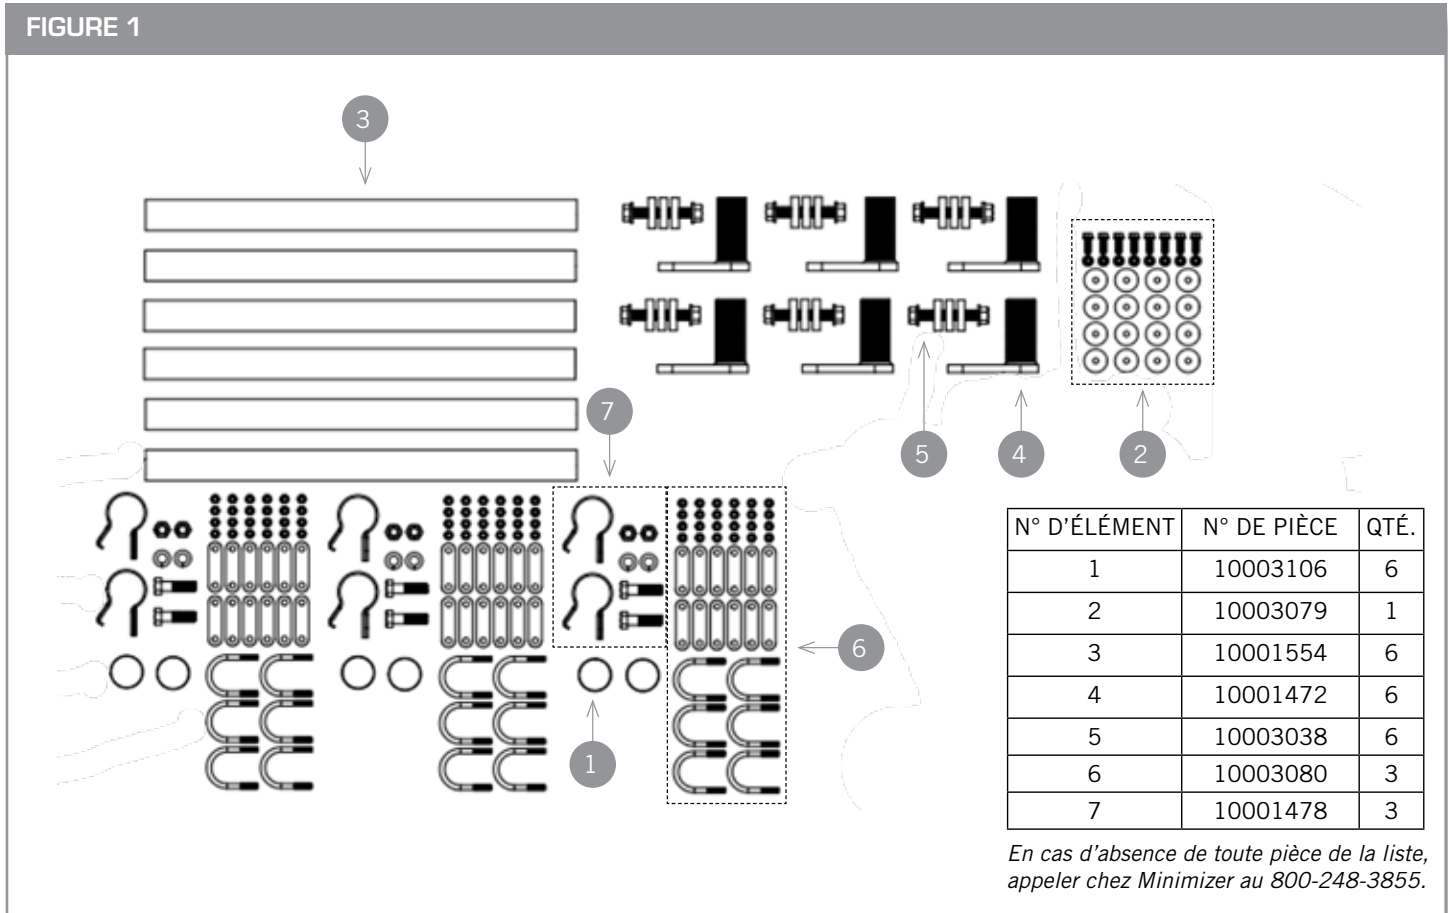 FIGURE 1
3
7
5
4
2
6
1
N° D'ÉLÉMENT N° DE PIÈCE QTÉ.
1 10003106 6
2 10003079 1
3 10001554 6
4 10001472 6
5 10003038 6
6 10003080 3
7 10001478 3
En cas d'absence de toute pièce de la liste,
appeler chez Minimizer au 800-248-3855.